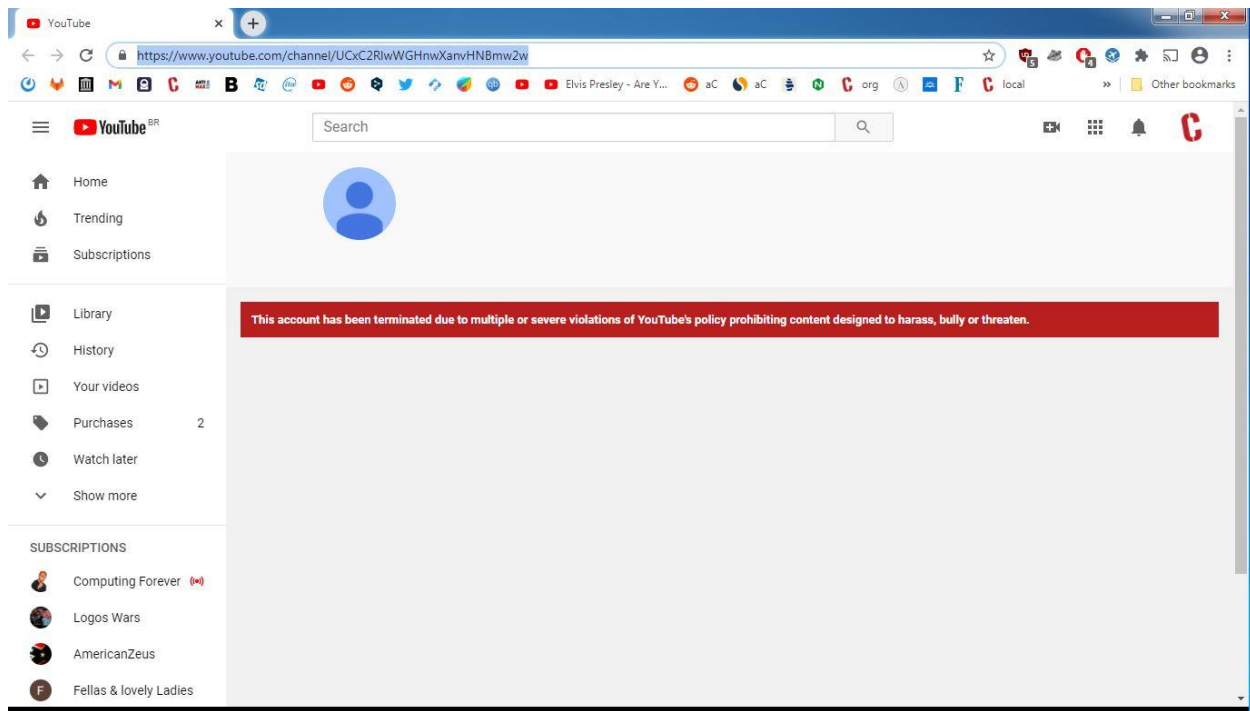 YouTube
https://www.youtube.com/channel/UCxC2RlwWGHnwXanvHNBmw2w
Elvis Presley - Are Y... aC aC org local » Other bookmarks
YouTube BR
Search
Home
Trending
Subscriptions
Library
This account has been terminated due to multiple or severe violations of YouTube's policy prohibiting content designed to harass, bully or threaten.
History
Your videos
Purchases 2
Watch later
Show more
SUBSCRIPTIONS
Computing Forever
Logos Wars
AmericanZeus
F Fellas & lovely Ladies